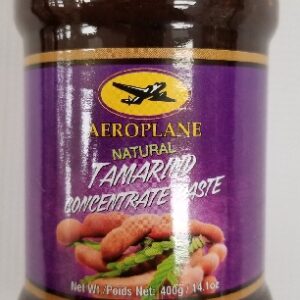 AEROPLANE
NATURAL
TAMARIND
CONCENTRATE PASTE
Net Wt./Poids Net: 400g / 14.1oz